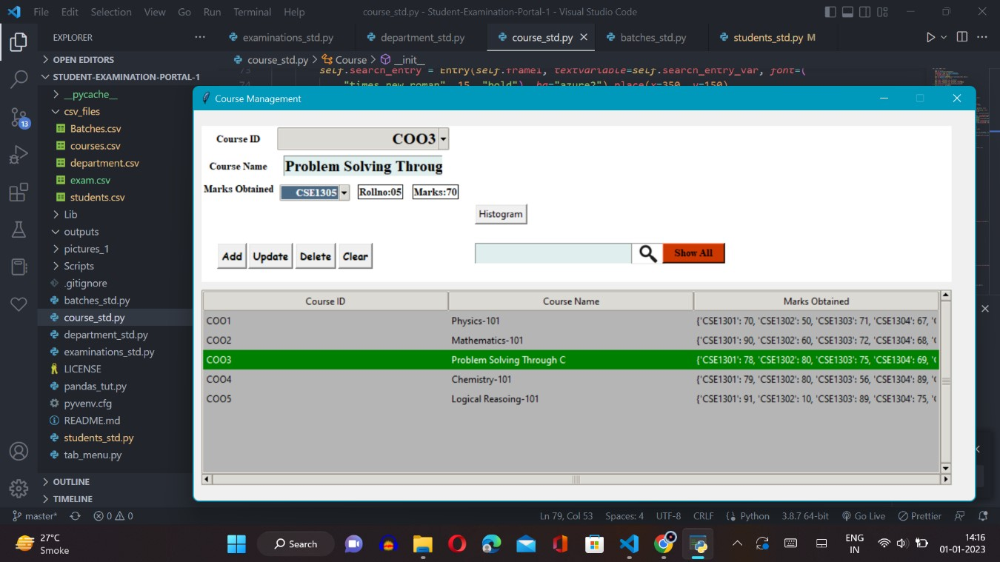 File Edit Selection View Go Run Terminal Help course_std.py - Student-Examination-Portal-1 - Visual Studio Code
EXPLORER ··· examinations_std.py department_std.py course_std.py batches_std.py students_std.py M
OPEN EDITORS
course_std.py > Course > __init__
STUDENT-EXAMINATION-PORTAL-1
73 self.search_entry = Entry(self.frame1, textvariable=self.search_entry_var, font=(
74 "times new roman", 15, "bold"), bg="azure2").place(x=350, y=150)
__pycache__
csv_files
Batches.csv
courses.csv
department.csv
exam.csv
students.csv
Lib
outputs
pictures_1
Scripts
.gitignore
batches_std.py
course_std.py
department_std.py
examinations_std.py
LICENSE
pandas_tut.py
pyvenv.cfg
README.md
students_std.py
tab_menu.py
OUTLINE
TIMELINE
13
Course Management
Course ID COO3
Course Name Problem Solving Throug
Marks Obtained CSE1305 Rollno:05 Marks:70
Histogram
Add Update Delete Clear Show All
Course ID Course Name Marks Obtained
COO1 Physics-101 {'CSE1301': 70, 'CSE1302': 50, 'CSE1303': 71, 'CSE1304': 67, '
COO2 Mathematics-101 {'CSE1301': 90, 'CSE1302': 60, 'CSE1303': 72, 'CSE1304': 68, '
COO3 Problem Solving Through C {'CSE1301': 78, 'CSE1302': 80, 'CSE1303': 75, 'CSE1304': 69, '
COO4 Chemistry-101 {'CSE1301': 79, 'CSE1302': 80, 'CSE1303': 56, 'CSE1304': 89, '
COO5 Logical Reasoing-101 {'CSE1301': 91, 'CSE1302': 10, 'CSE1303': 89, 'CSE1304': 75, '
master* 0 0 Ln 79, Col 53 Spaces: 4 UTF-8 CRLF Python 3.8.7 64-bit Go Live Prettier
27°C
Smoke
Search
ENG
IN
14:16
01-01-2023